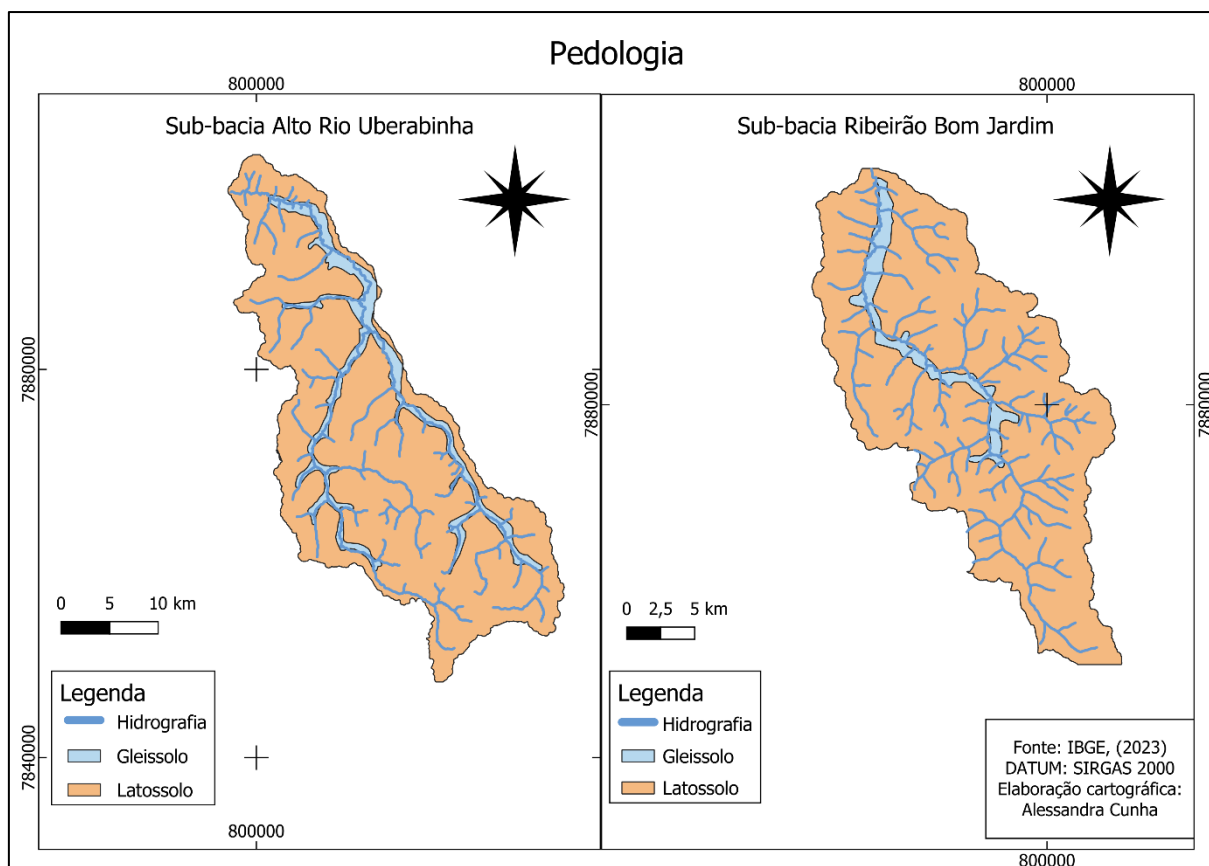 Pedologia
800000
Sub-bacia Alto Rio Uberabinha
7880000
7840000
0 5 10 km
Legenda
Hidrografia
Gleissolo
Latossolo
800000
800000
Sub-bacia Ribeirão Bom Jardim
7880000
7880000
0 2,5 5 km
Legenda
Hidrografia
Gleissolo
Latossolo
Fonte: IBGE, (2023)
DATUM: SIRGAS 2000
Elaboração cartográfica:
Alessandra Cunha
800000